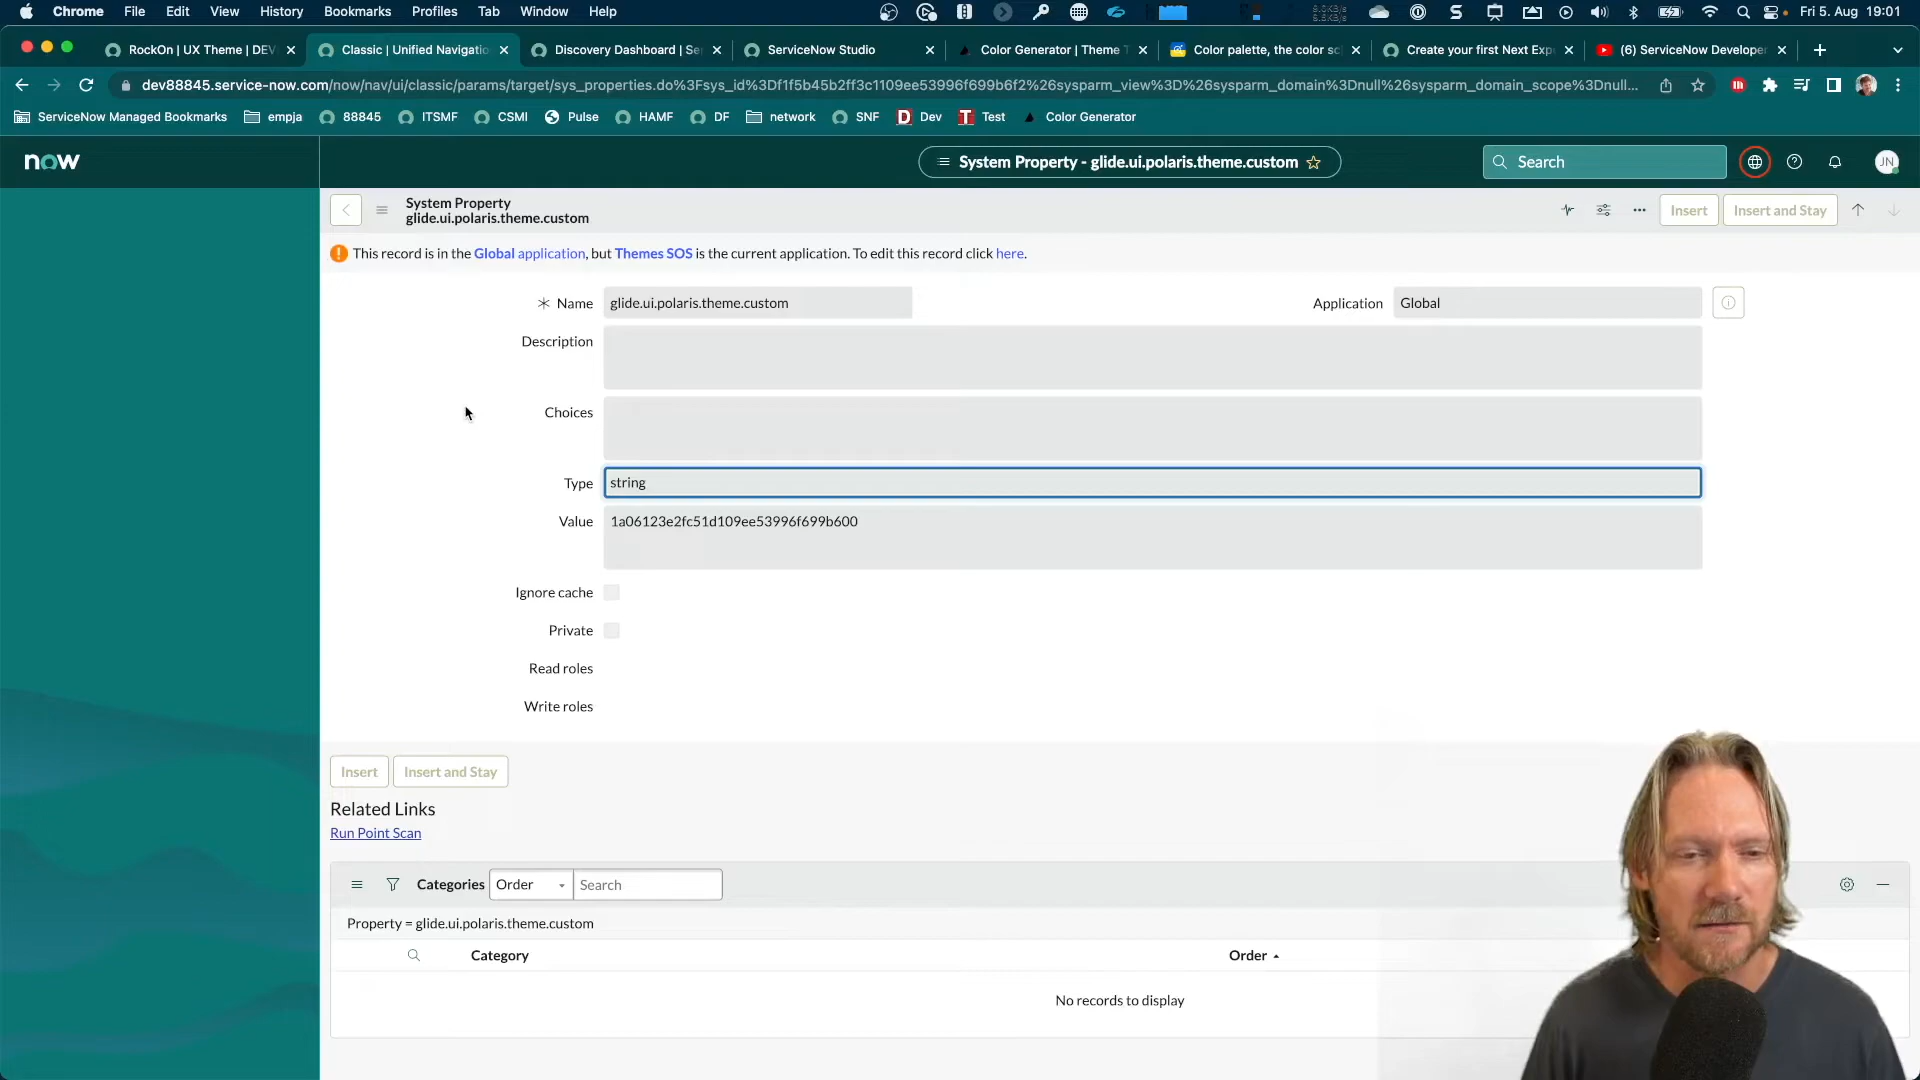 Chrome File Edit View History Bookmarks Profiles Tab Window Help
Fri 5. Aug 19:01
RockOn | UX Theme | DEV
Classic | Unified Navigatio
Discovery Dashboard | Se
ServiceNow Studio
Color Generator | Theme T
Color palette, the color sc
Create your first Next Exp
(6) ServiceNow Developer
dev88845.service-now.com/now/nav/ui/classic/params/target/sys_properties.do%3Fsys_id%3Df1f5b45b2ff3c1109ee53996f699b6f2%26sysparm_view%3D%26sysparm_domain%3Dnull%26sysparm_domain_scope%3Dnull...
ServiceNow Managed Bookmarks empja 88845 ITSMF CSMI Pulse HAMF DF network SNF Dev Test Color Generator
now
System Property - glide.ui.polaris.theme.custom
Search
JN
System Property
glide.ui.polaris.theme.custom
Insert Insert and Stay
This record is in the Global application, but Themes SOS is the current application. To edit this record click here.
Name glide.ui.polaris.theme.custom
Application Global
Description
Choices
Type string
Value 1a06123e2fc51d109ee53996f699b600
Ignore cache
Private
Read roles
Write roles
Insert Insert and Stay
Related Links
Run Point Scan
Categories Order Search
Property = glide.ui.polaris.theme.custom
Category Order
No records to display